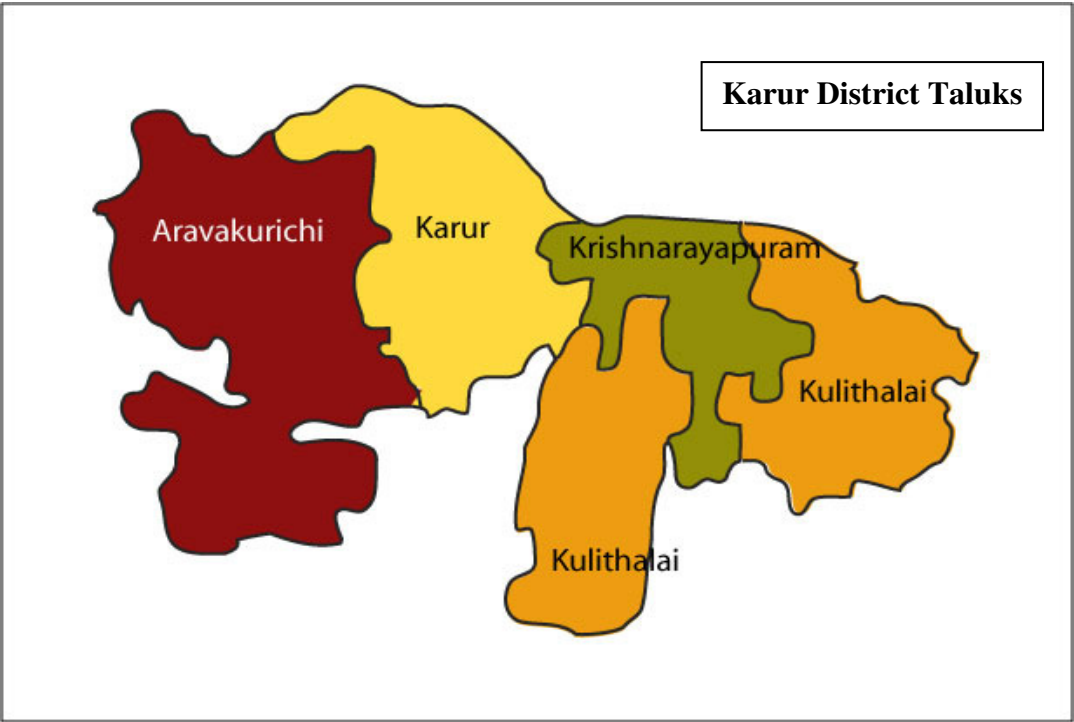 Karur District Taluks
Aravakurichi
Karur
Krishnarayapuram
Kulithalai
Kulithalai